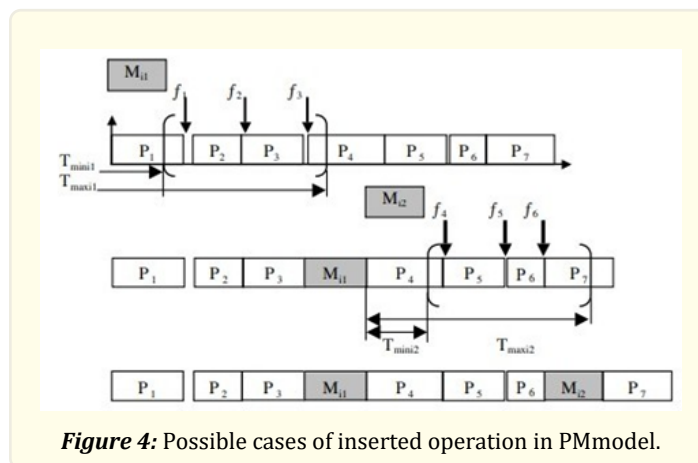 M_i1
f_1 f_2 f_3
P_1 P_2 P_3 P_4 P_5 P_6 P_7
T_mini1
T_maxi1
M_i2
f_4 f_5 f_6
P_1 P_2 P_3 M_i1 P_4 P_5 P_6 P_7
T_mini2 T_maxi2
P_1 P_2 P_3 M_i1 P_4 P_5 P_6 M_i2 P_7
Figure 4: Possible cases of inserted operation in PMmodel.